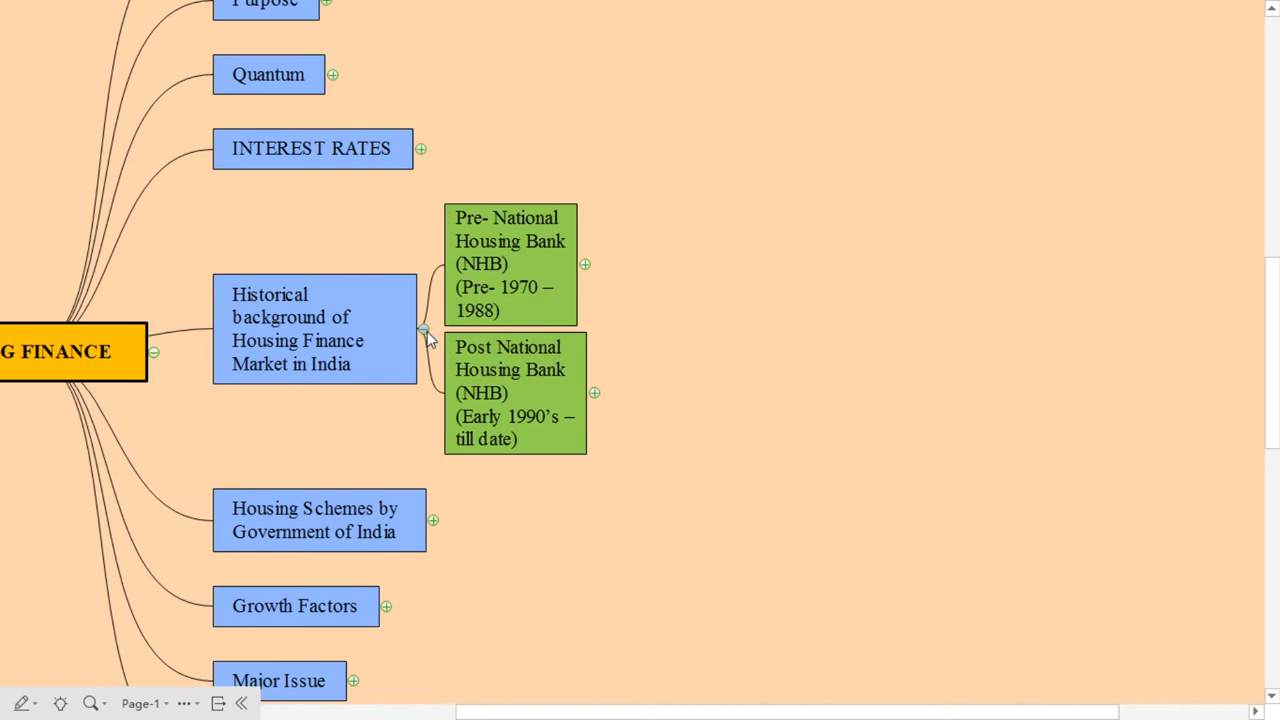 Purpose
Quantum
INTEREST RATES
Pre- National
Housing Bank
(NHB)
(Pre- 1970 –
1988)
Historical
background of
Housing Finance
Market in India
G FINANCE
Post National
Housing Bank
(NHB)
(Early 1990’s –
till date)
Housing Schemes by
Government of India
Growth Factors
Major Issue
Page-1